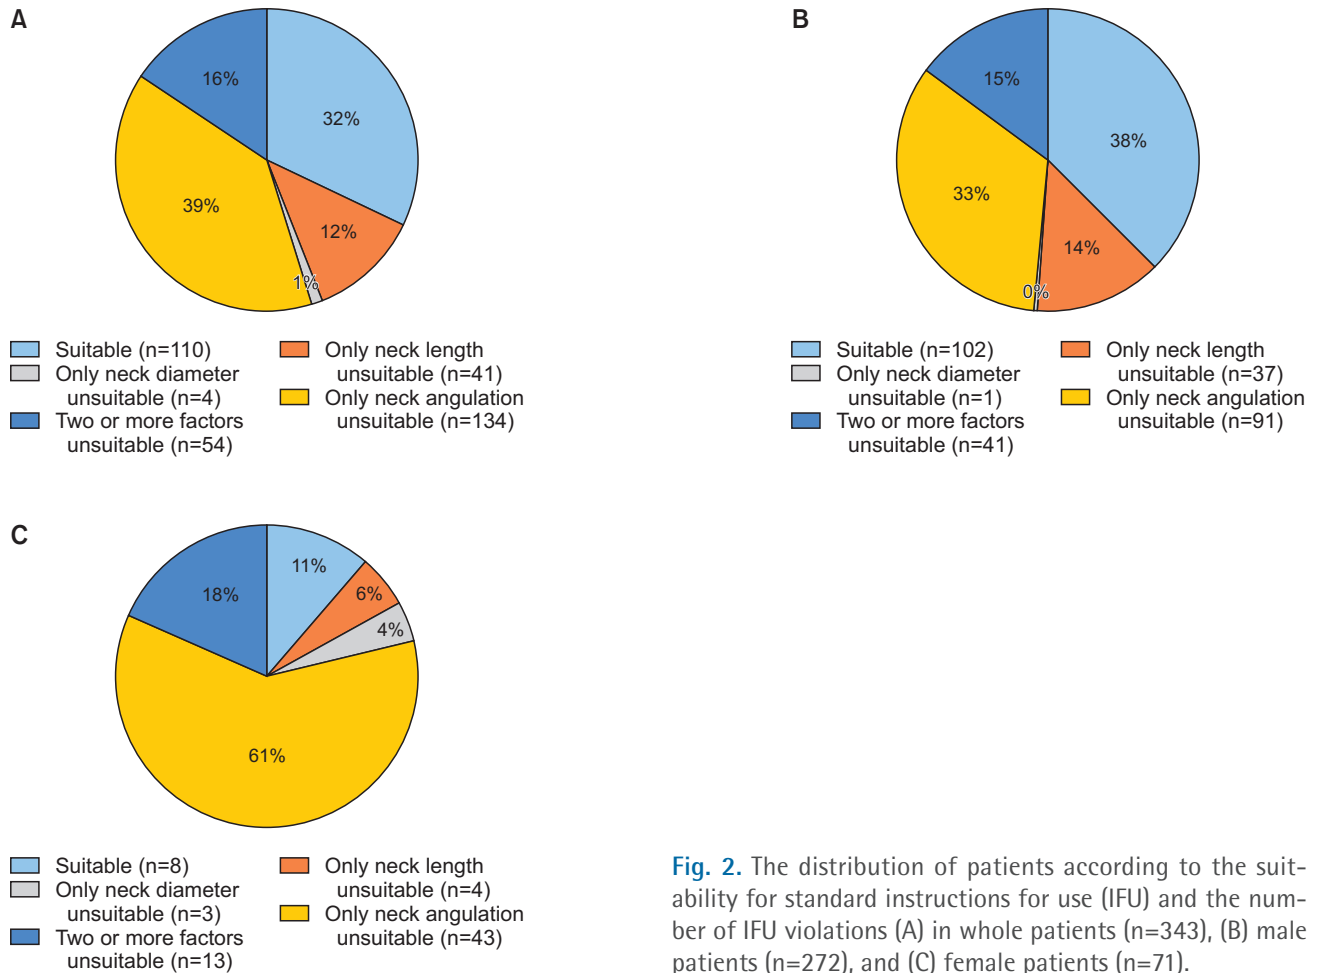 A
16%
32%
39%
12%
1%
Suitable (n=110)
Only neck diameter
unsuitable (n=4)
Two or more factors
unsuitable (n=54)
Only neck length
unsuitable (n=41)
Only neck angulation
unsuitable (n=134)
B
15%
38%
33%
14%
0%
Suitable (n=102)
Only neck diameter
unsuitable (n=1)
Two or more factors
unsuitable (n=41)
Only neck length
unsuitable (n=37)
Only neck angulation
unsuitable (n=91)
C
11%
18%
6%
4%
61%
Suitable (n=8)
Only neck diameter
unsuitable (n=3)
Two or more factors
unsuitable (n=13)
Only neck length
unsuitable (n=4)
Only neck angulation
unsuitable (n=43)
Fig. 2. The distribution of patients according to the suit-
ability for standard instructions for use (IFU) and the num-
ber of IFU violations (A) in whole patients (n=343), (B) male
patients (n=272), and (C) female patients (n=71).